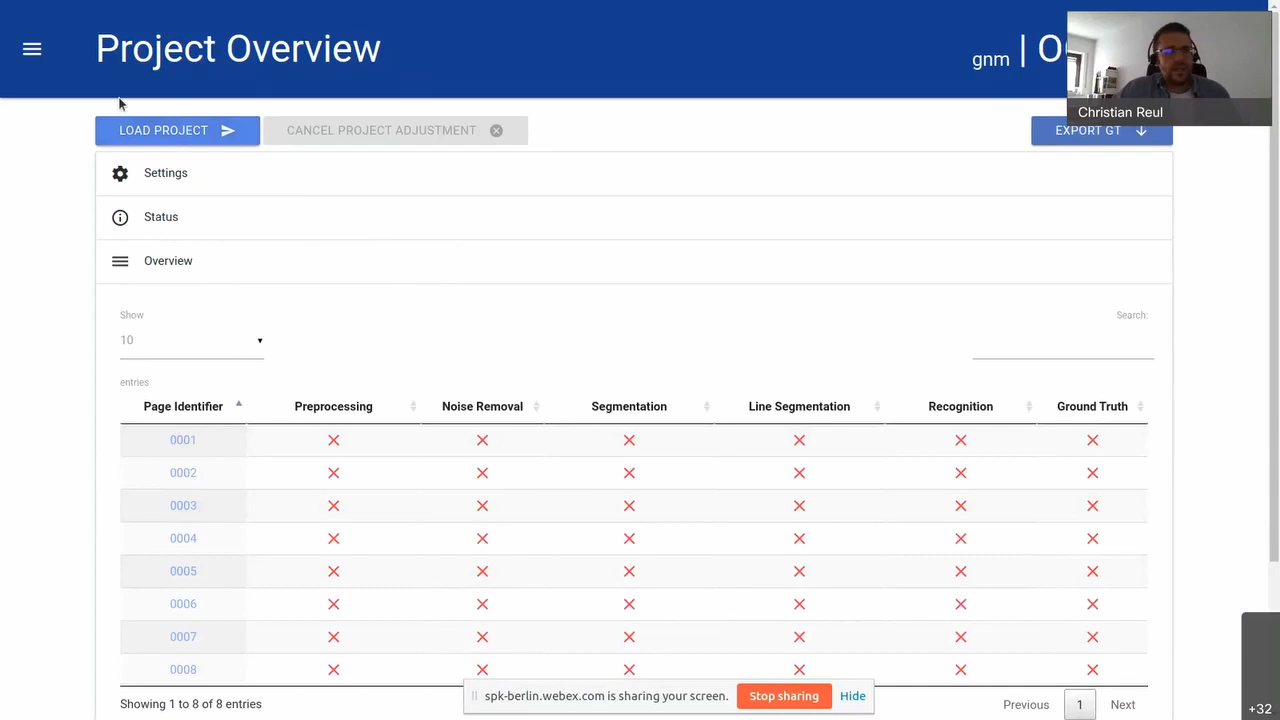 Project Overview
gnm | O
Christian Reul
LOAD PROJECT
CANCEL PROJECT ADJUSTMENT
EXPORT GT
Settings
Status
Overview
Show
Search:
10
entries
Page Identifier Preprocessing Noise Removal Segmentation Line Segmentation Recognition Ground Truth
0001
0002
0003
0004
0005
0006
0007
0008
Showing 1 to 8 of 8 entries
spk-berlin.webex.com is sharing your screen. Stop sharing Hide
Previous 1 Next
+32